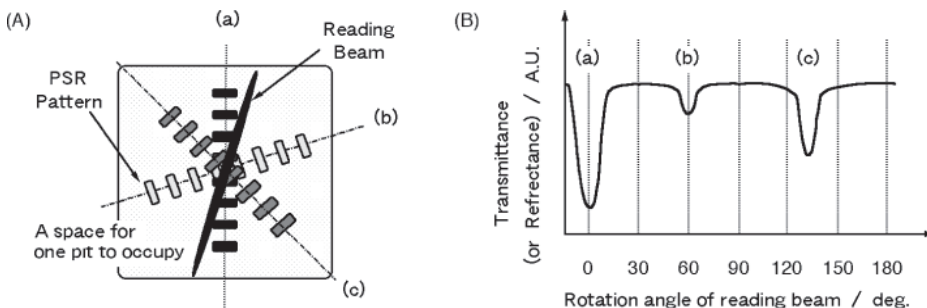 (A)
(a)
Reading
Beam
PSR
Pattern
(b)
A space for
one pit to occupy
(c)
(B)
(a)
(b)
(c)
Transmittance
(or Refrectance) / A.U.
0 30 60 90 120 150 180
Rotation angle of reading beam / deg.